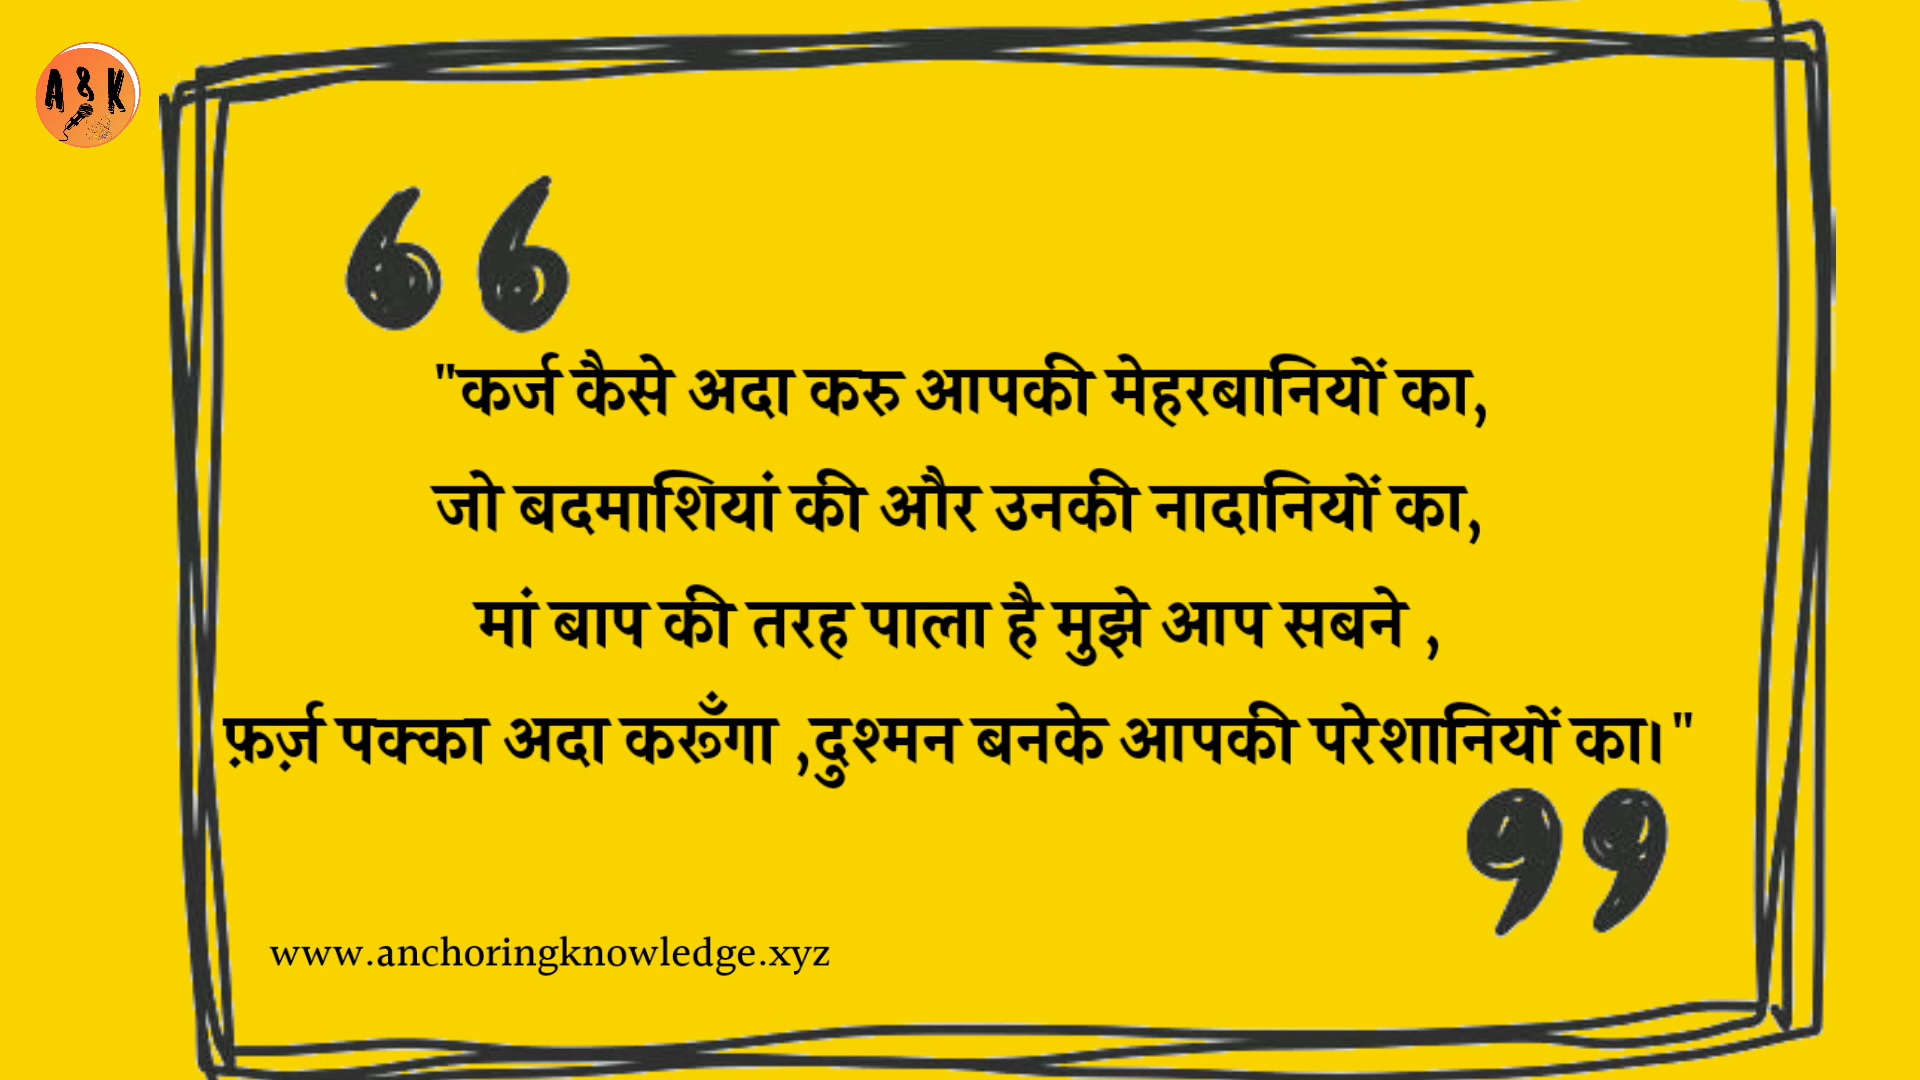 A & K
"कर्ज कैसे अदा करु आपकी मेहरबानियों का,
जो बदमाशियां की और उनकी नादानियों का,
मां बाप की तरह पाला है मुझे आप सबने ,
फ़र्ज़ पक्का अदा करूँगा ,दुश्मन बनके आपकी परेशानियों का।"
www.anchoringknowledge.xyz